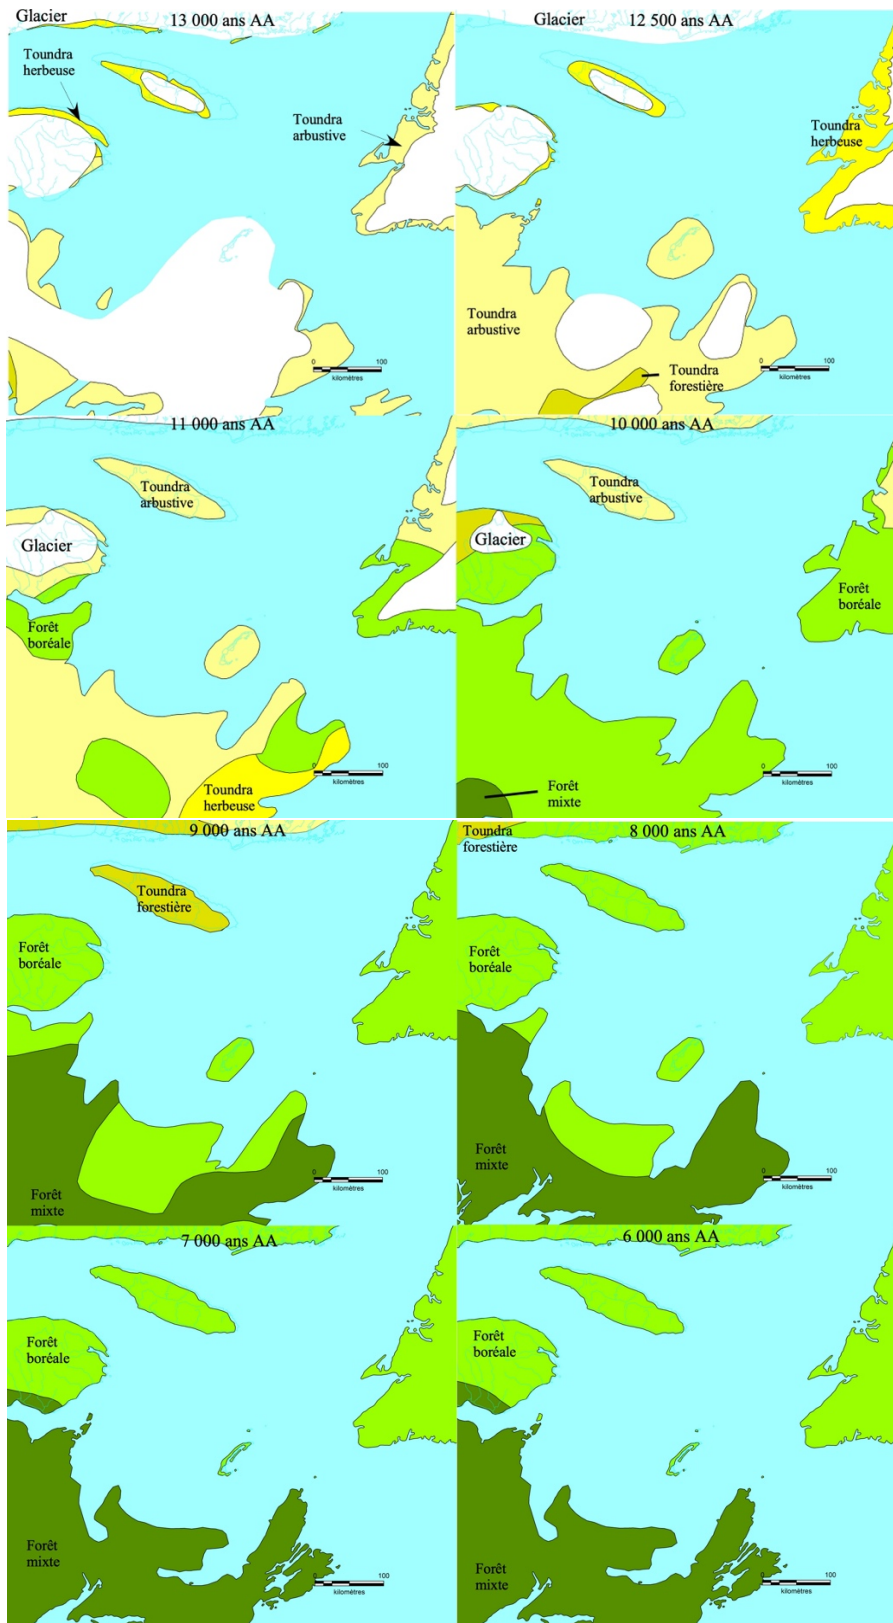 Glacier
13 000 ans AA
Toundra
herbeuse
Toundra
arbustive
0
100
kilomètres
Glacier
12 500 ans AA
Toundra
herbeuse
Toundra
arbustive
Toundra
forestière
0
100
kilomètres
11 000 ans AA
Toundra
arbustive
Glacier
Forêt
boréale
Toundra
herbeuse
0
100
kilomètres
10 000 ans AA
Toundra
arbustive
Glacier
Forêt
boréale
Forêt
mixte
0
100
kilomètres
9 000 ans AA
Toundra
forestière
Forêt
boréale
Forêt
mixte
0
100
kilomètres
Toundra
forestière
8 000 ans AA
Forêt
boréale
Forêt
mixte
0
100
kilomètres
7 000 ans AA
Forêt
boréale
Forêt
mixte
0
100
kilomètres
6 000 ans AA
Forêt
boréale
Forêt
mixte
0
100
kilomètres